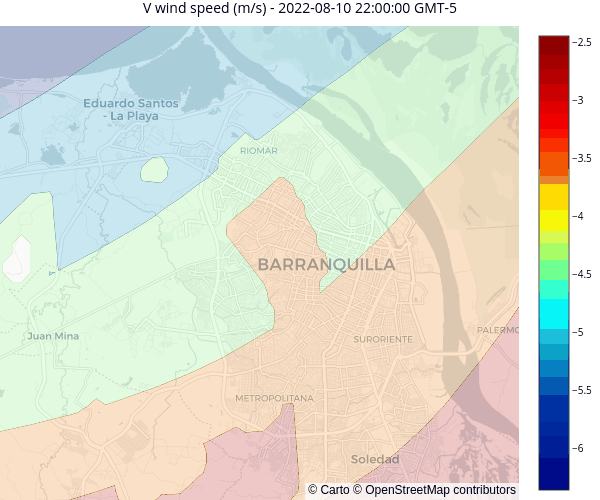 V wind speed (m/s) - 2022-08-10 22:00:00 GMT-5
Eduardo Santos
- La Playa
RIOMAR
BARRANQUILLA
Juan Mina
SURORIENTE
PALERMO
METROPOLITANA
Soledad
© Carto © OpenStreetMap contributors
−2.5
−3
−3.5
−4
−4.5
−5
−5.5
−6